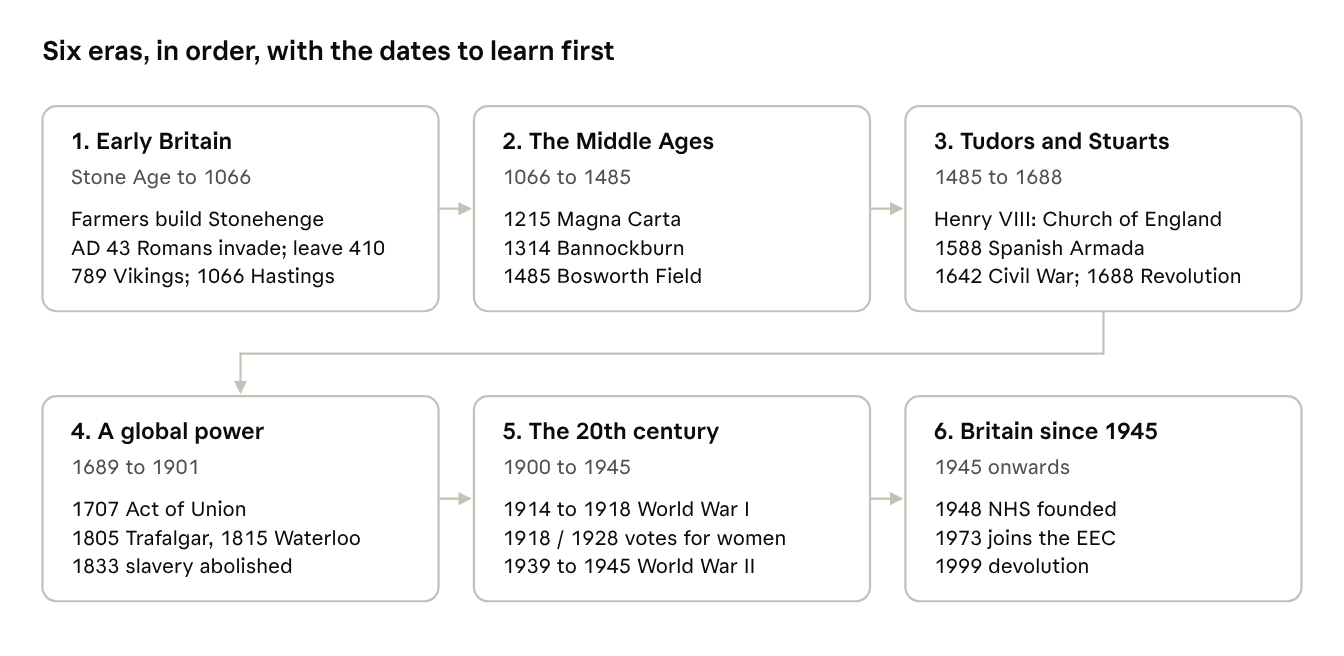 Six eras, in order, with the dates to learn first
1. Early Britain
Stone Age to 1066
Farmers build Stonehenge
AD 43 Romans invade; leave 410
789 Vikings; 1066 Hastings
2. The Middle Ages
1066 to 1485
1215 Magna Carta
1314 Bannockburn
1485 Bosworth Field
3. Tudors and Stuarts
1485 to 1688
Henry VIII: Church of England
1588 Spanish Armada
1642 Civil War; 1688 Revolution
4. A global power
1689 to 1901
1707 Act of Union
1805 Trafalgar, 1815 Waterloo
1833 slavery abolished
5. The 20th century
1900 to 1945
1914 to 1918 World War I
1918 / 1928 votes for women
1939 to 1945 World War II
6. Britain since 1945
1945 onwards
1948 NHS founded
1973 joins the EEC
1999 devolution